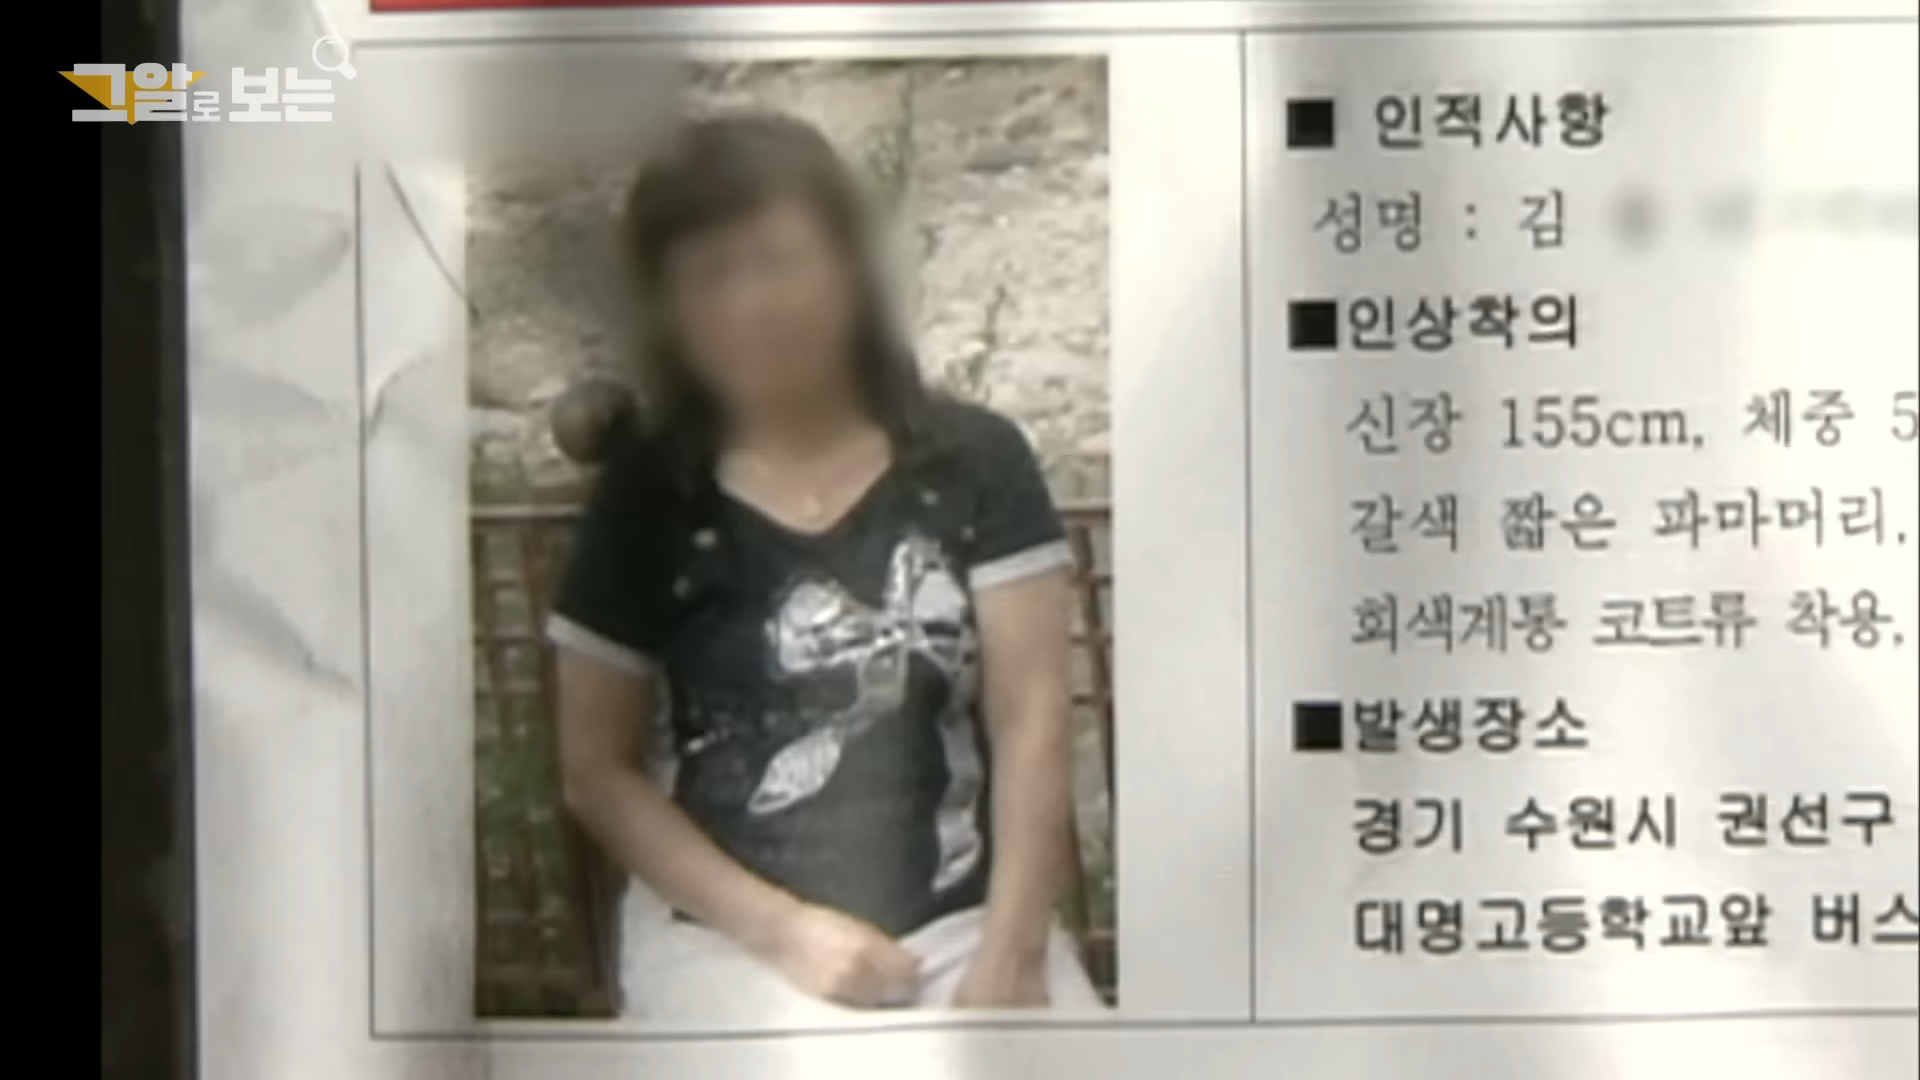 그알로 보는
■ 인적사항
성명 : 김
■인상착의
신장 155cm, 체중 5
갈색 짧은 파마머리,
회색계통 코트류 착용,
■발생장소
경기 수원시 권선구
대명고등학교앞 버스